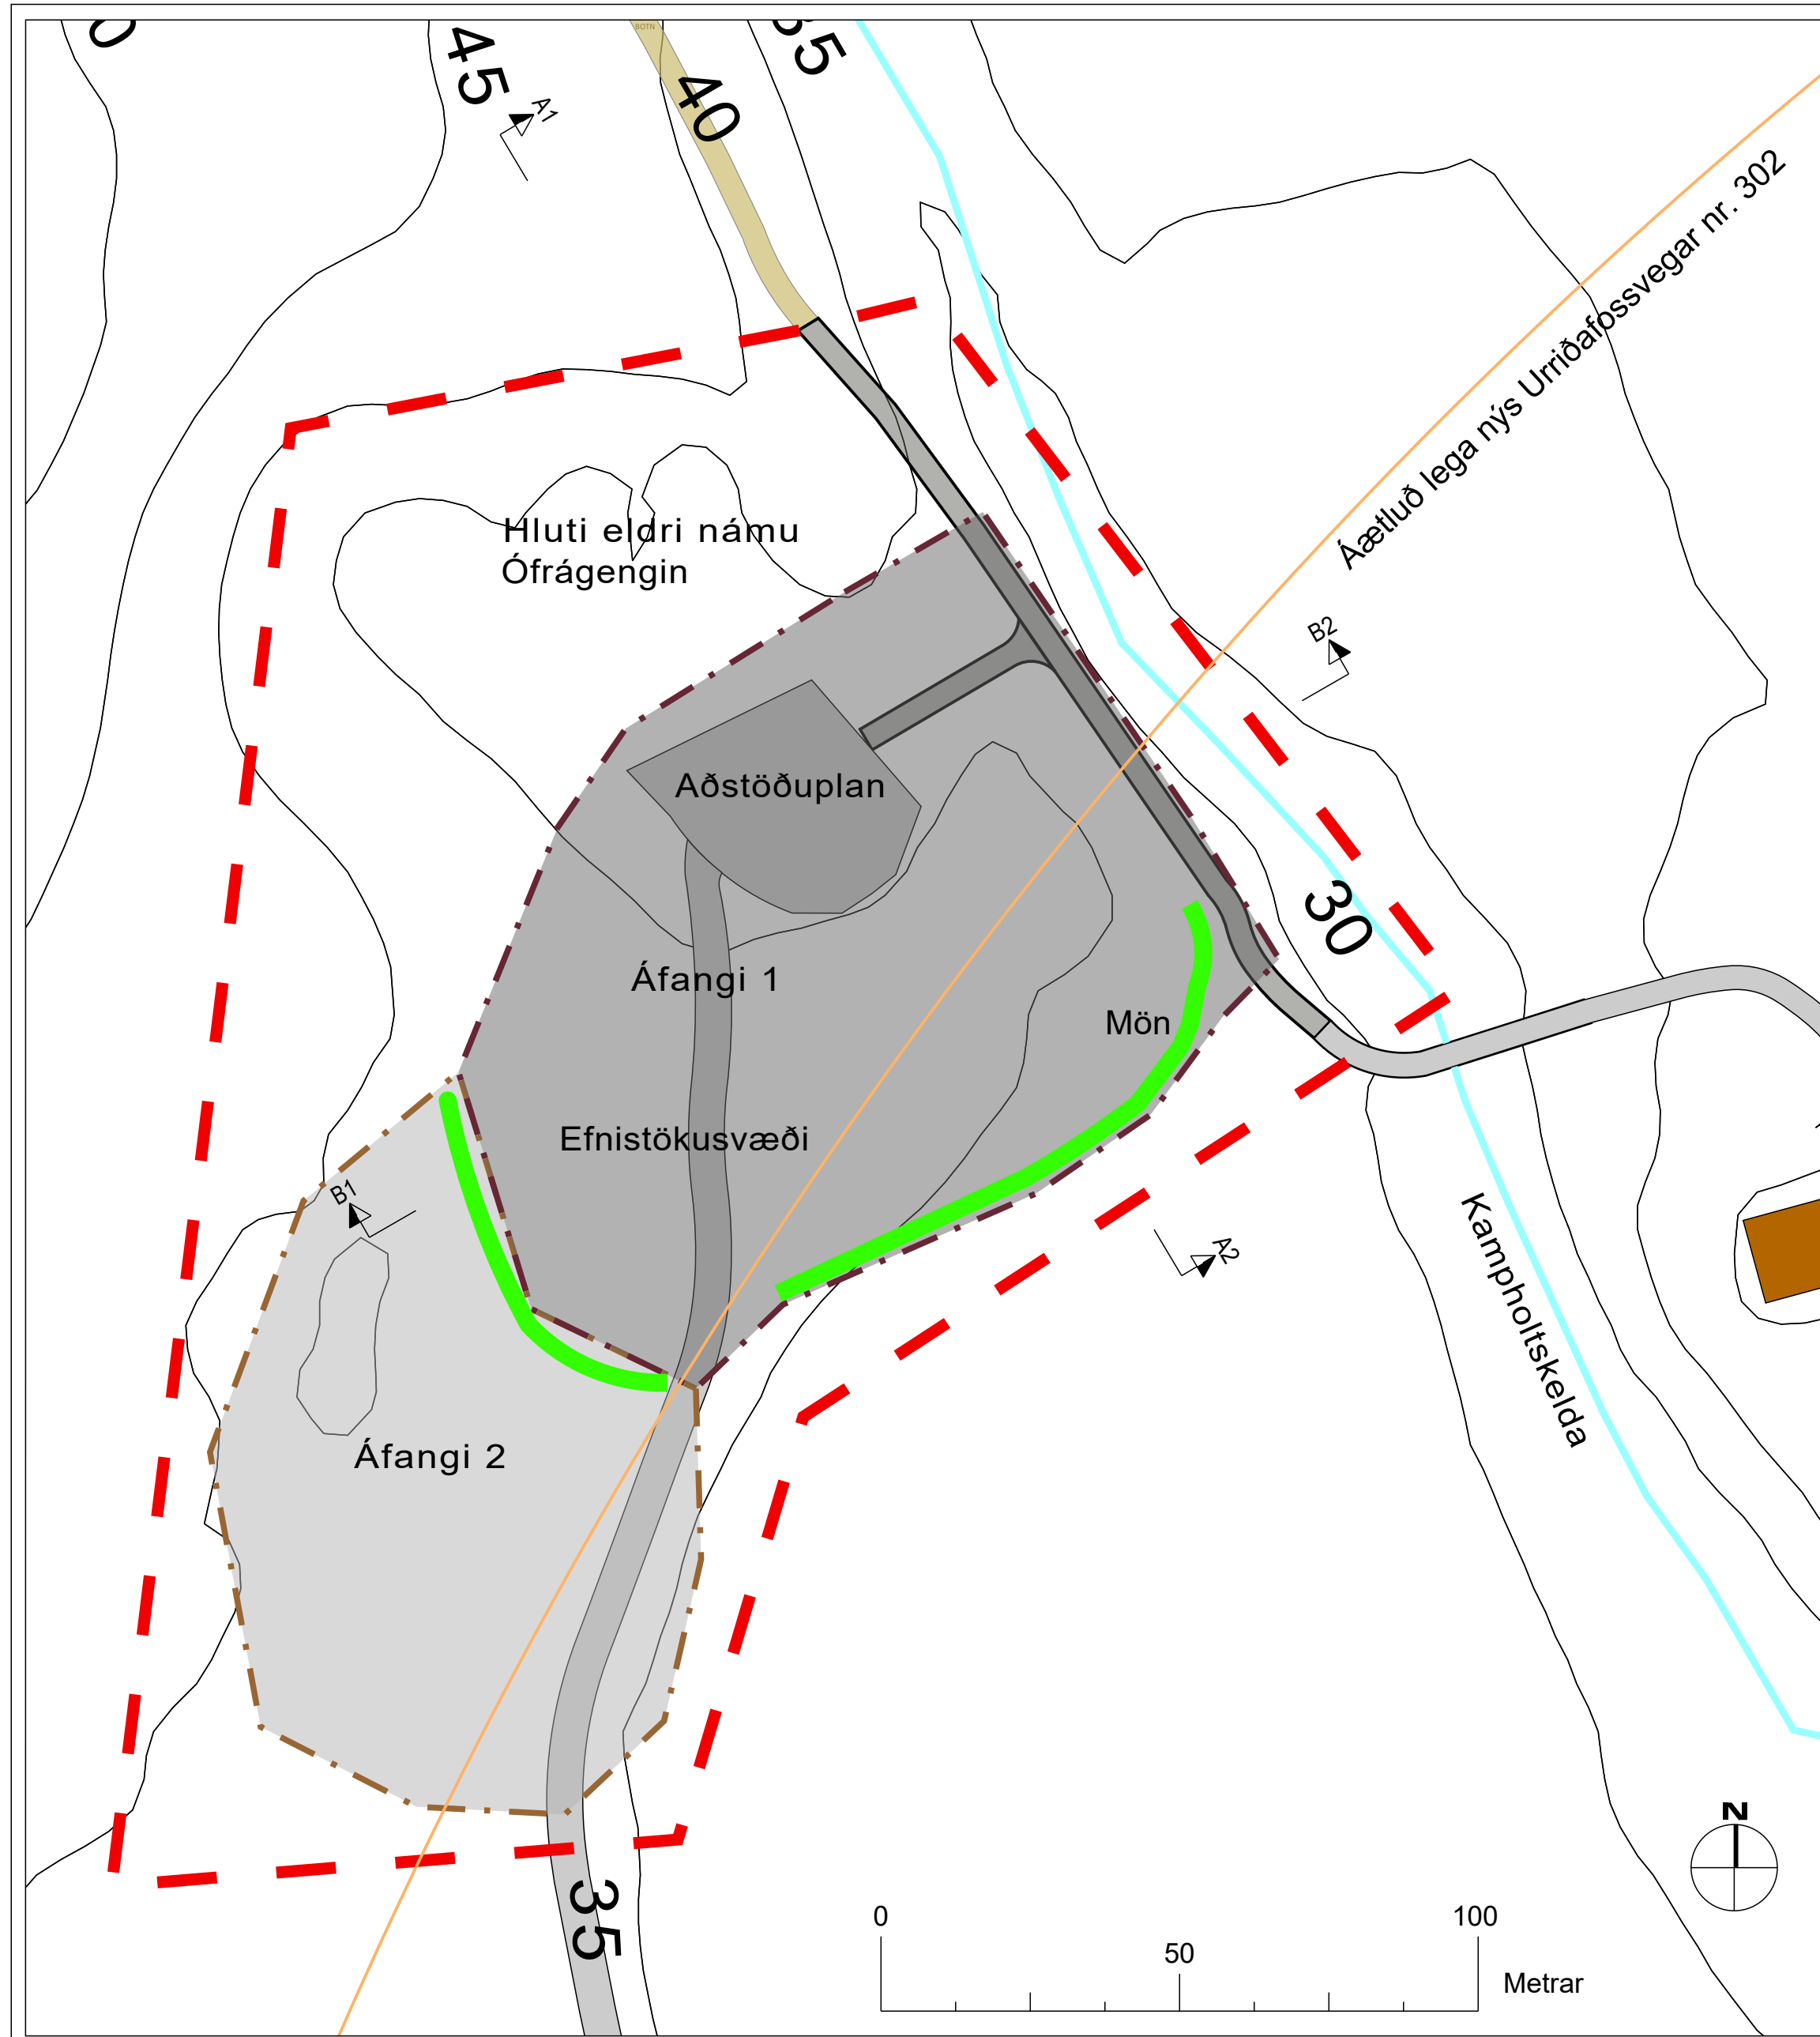 BOTN
45
40
35
A1
Áætluð lega nýs Urriðafossvegar nr. 302
Hluti eldri námu
Ófrágengin
B2
Aðstöðuplan
30
Áfangi 1
Mön
Efnistökusvæði
B1
A2
Kampholtskelda
Áfangi 2
N
35
0
100
50
Metrar